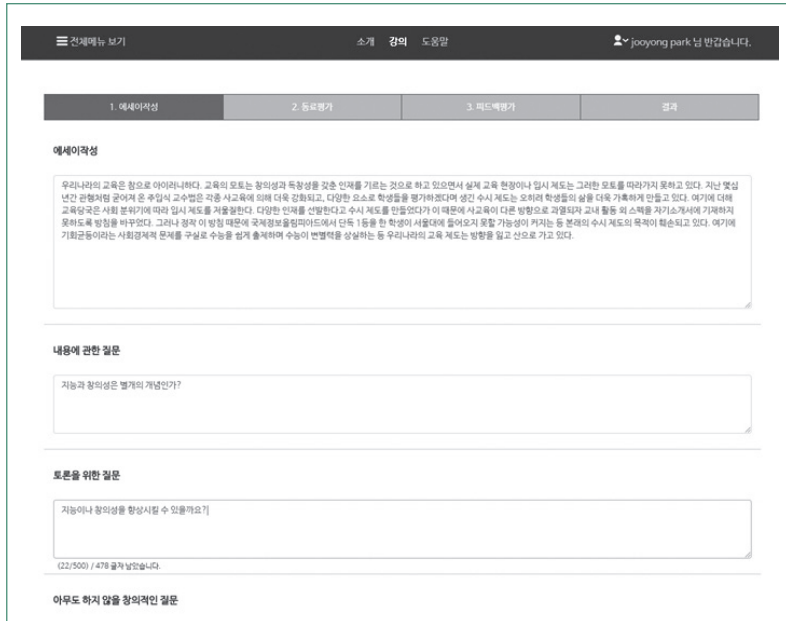 전체메뉴 보기
소개 강의 도움말
jooyong park 님 반갑습니다.
1. 에세이작성
2. 동료평가
3. 피드백평가
결과
에세이작성
우리나라의 교육은 참으로 아이러니하다. 교육의 모토는 창의성과 독창성을 갖춘 인재를 기르는 것으로 하고 있으면서 실제 교육 현장이나 입시 제도는 그러한 모토를 따라가지 못하고 있다. 지난 몇십
년간 관행처럼 굳어져 온 주입식 교수법은 각종 사교육에 의해 더욱 강화되고, 다양한 요소로 학생들을 평가하겠다며 생긴 수시 제도는 오히려 학생들의 삶을 더욱 가혹하게 만들고 있다. 여기에 더해
교육당국은 사회 분위기에 따라 입시 제도를 저울질한다. 다양한 인재를 선발한다고 수시 제도를 만들었다가 이 때문에 사교육이 다른 방향으로 과열되자 교내 활동 외 스펙을 자기소개서에 기재하지
못하도록 방침을 바꾸었다. 그러나 정작 이 방침 때문에 국제정보올림피아드에서 단독 1등을 한 학생이 서울대에 들어오지 못할 가능성이 커지는 등 본래의 수시 제도의 목적이 훼손되고 있다. 여기에
기회균등이라는 사회경제적 문제를 구실로 수능을 쉽게 출제하며 수능이 변별력을 상실하는 등 우리나라의 교육 제도는 방향을 잃고 산으로 가고 있다.
내용에 관한 질문
지능과 창의성은 별개의 개념인가?
토론을 위한 질문
지능이나 창의성을 향상시킬 수 있을까요?
(22/500) / 478 글자 남았습니다.
아무도 하지 않을 창의적인 질문